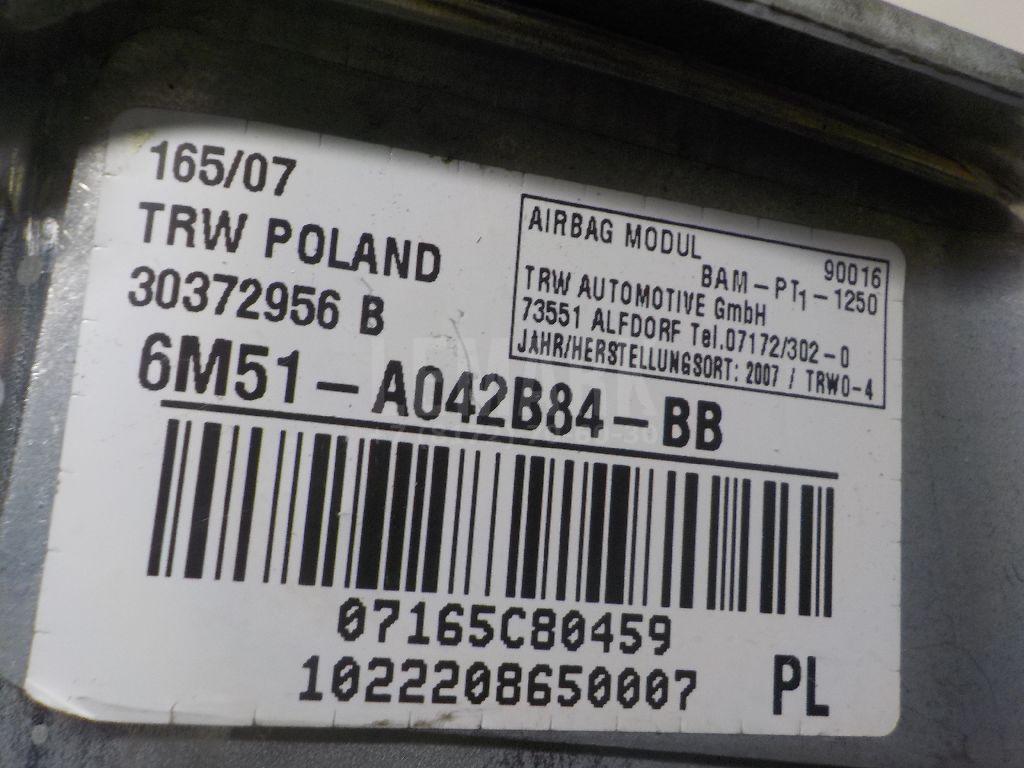 165/07
TRW POLAND
30372956 B
6M51-A042B84-BB
AIRBAG MODUL
90016
BAM-PT1-1250
TRW AUTOMOTIVE GmbH
73551 ALFDORF Tel.07172/302-0
JAHR/HERSTELLUNGSORT: 2007 / TRWO-4
07165C80459
1022208650007
PL